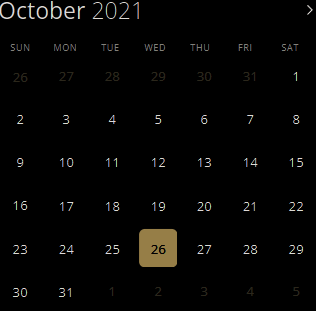 October 2021
SUN MON TUE WED THU FRI SAT
26 27 28 29 30 31 1
2 3 4 5 6 7 8
9 10 11 12 13 14 15
16 17 18 19 20 21 22
23 24 25 26 27 28 29
30 31 1 2 3 4 5